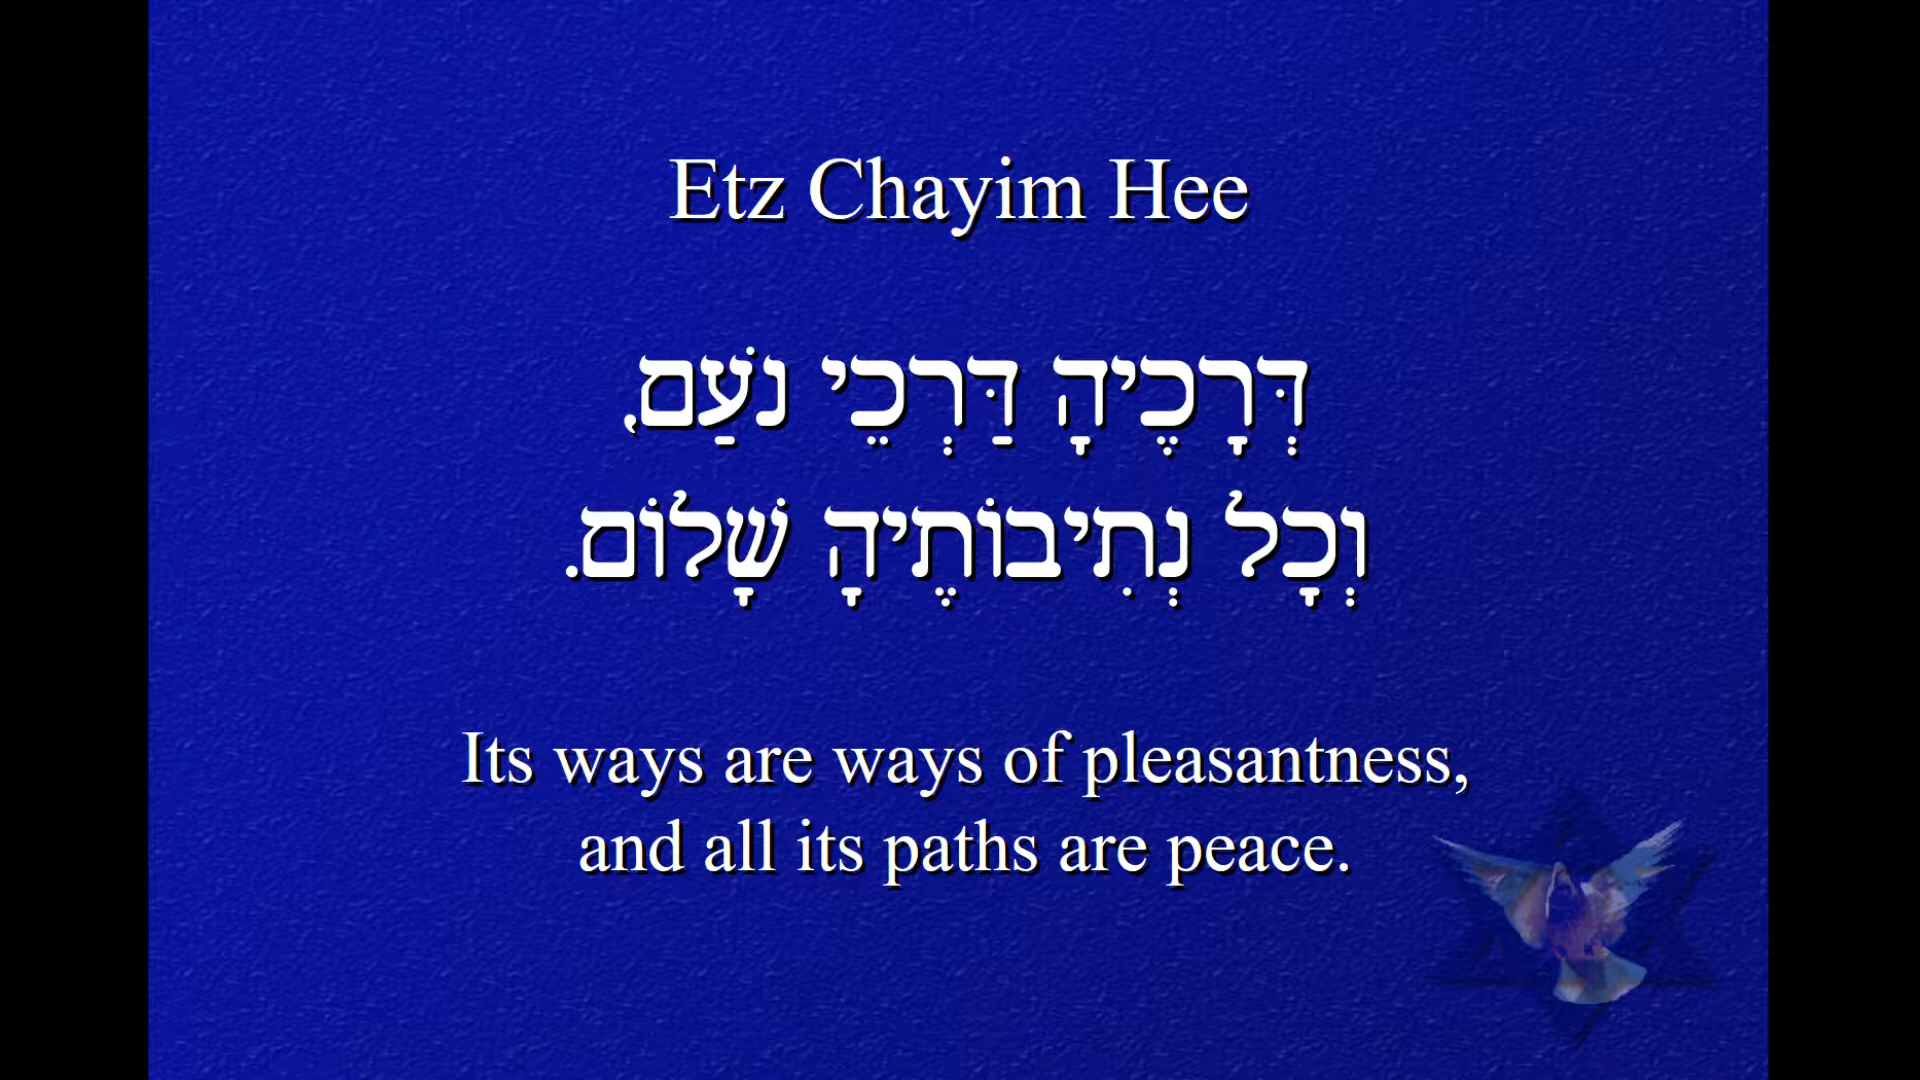 Etz Chayim Hee
דְּרָכֶיהָ דַּרְכֵי נֹעַם,
וְכָל נְתִיבוֹתֶיהָ שָׁלוֹם.
Its ways are ways of pleasantness,
and all its paths are peace.